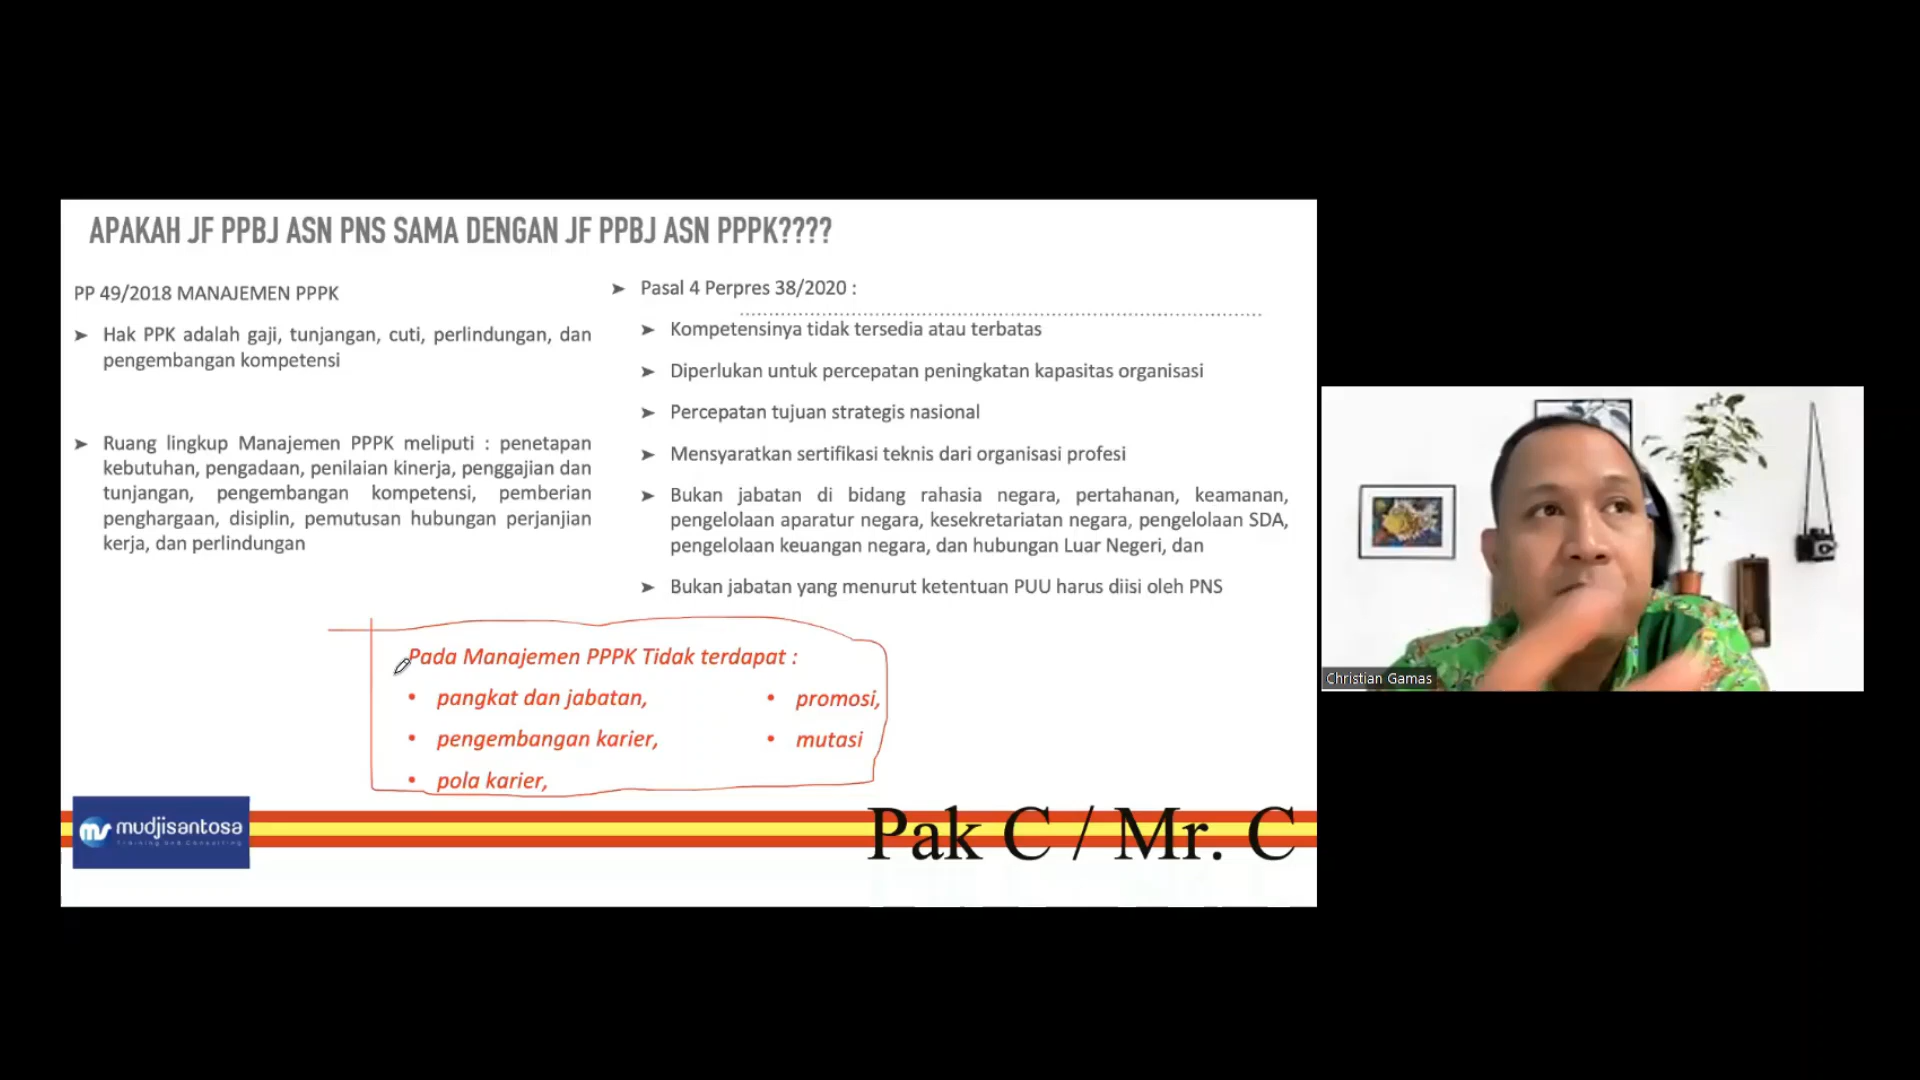 APAKAH JF PPBJ ASN PNS SAMA DENGAN JF PPBJ ASN PPPK????
PP 49/2018 MANAJEMEN PPPK
Hak PPK adalah gaji, tunjangan, cuti, perlindungan, dan
pengembangan kompetensi
Ruang lingkup Manajemen PPPK meliputi : penetapan
kebutuhan, pengadaan, penilaian kinerja, penggajian dan
tunjangan, pengembangan kompetensi, pemberian
penghargaan, disiplin, pemutusan hubungan perjanjian
kerja, dan perlindungan
Pasal 4 Perpres 38/2020 :
Kompetensinya tidak tersedia atau terbatas
Diperlukan untuk percepatan peningkatan kapasitas organisasi
Percepatan tujuan strategis nasional
Mensyaratkan sertifikasi teknis dari organisasi profesi
Bukan jabatan di bidang rahasia negara, pertahanan, keamanan,
pengelolaan aparatur negara, kesekretariatan negara, pengelolaan SDA,
pengelolaan keuangan negara, dan hubungan Luar Negeri, dan
Bukan jabatan yang menurut ketentuan PUU harus diisi oleh PNS
Pada Manajemen PPPK Tidak terdapat :
• pangkat dan jabatan,
• pengembangan karier,
• pola karier,
• promosi,
• mutasi
ms mudjisantosa
Training and Consulting
Pak C / Mr. C
Christian Gamas